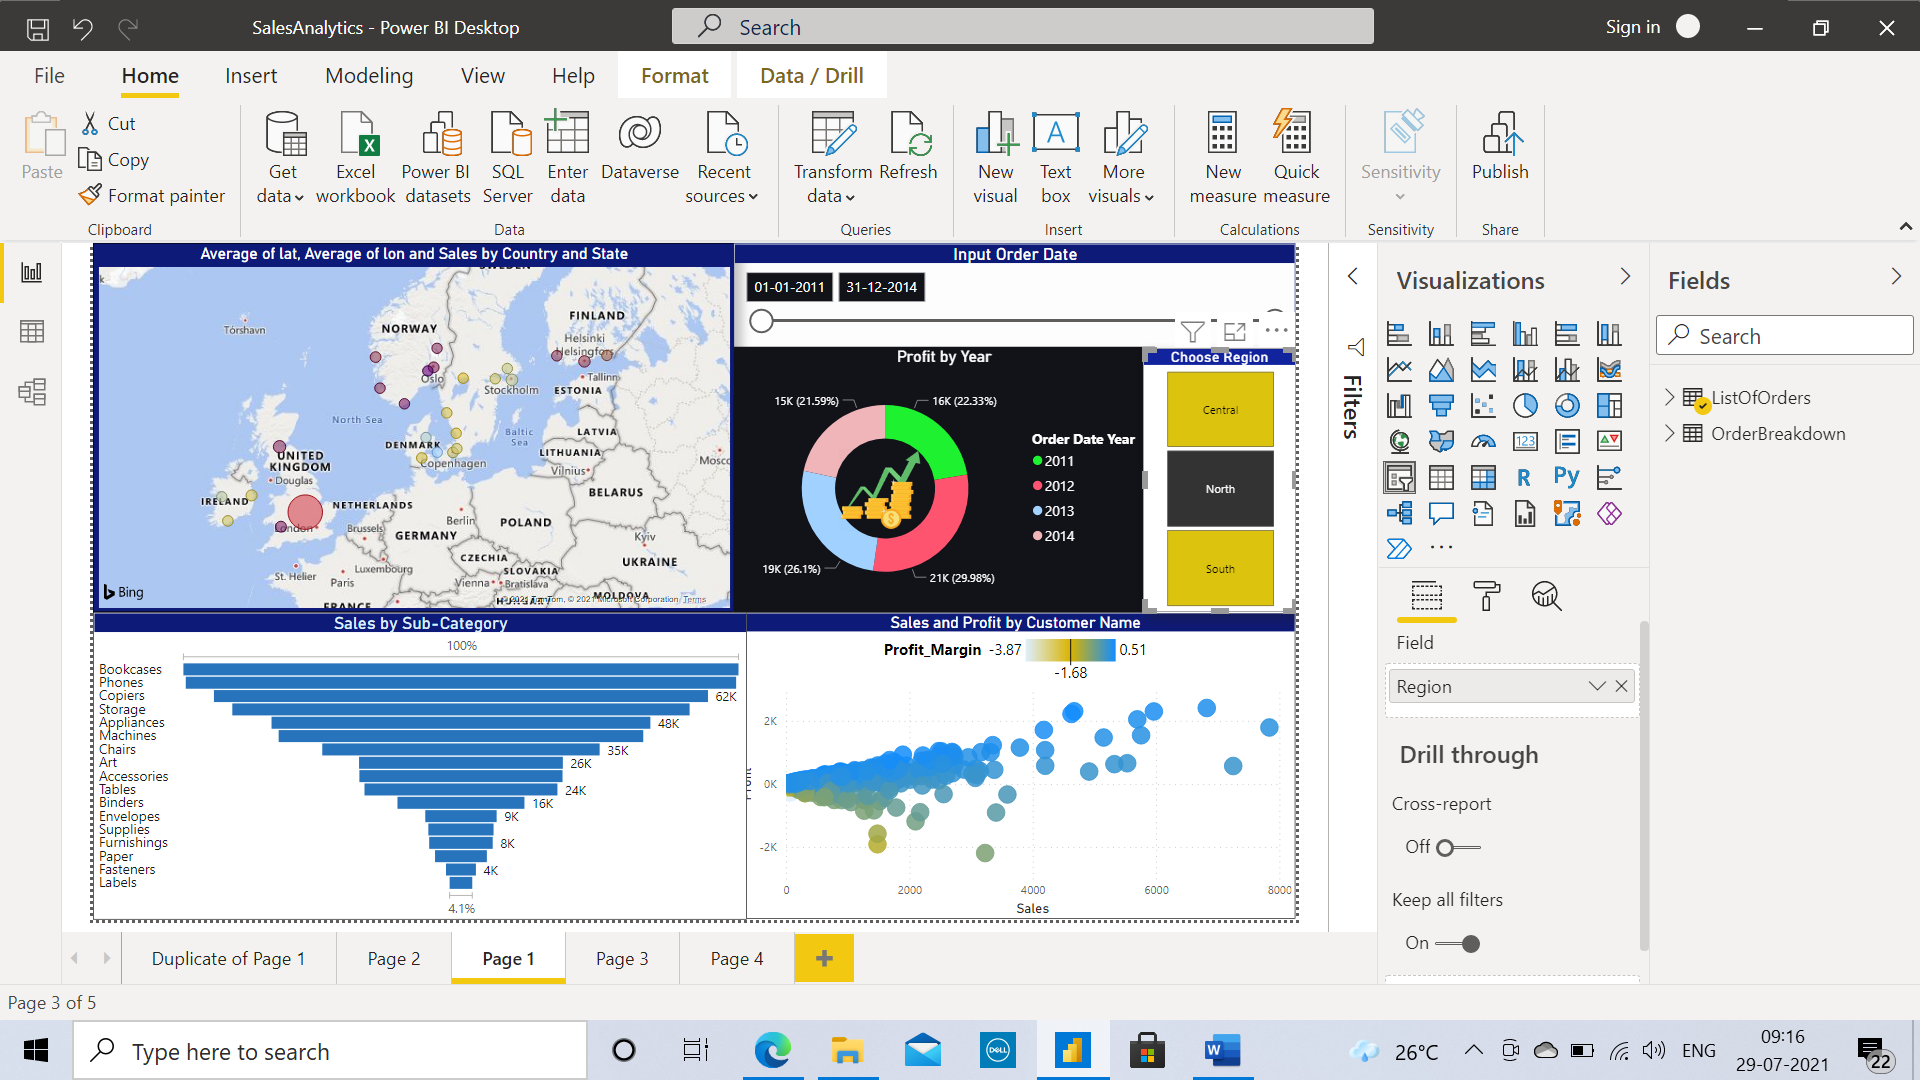 SalesAnalytics - Power BI Desktop
Search
Sign in
File
Home
Insert
Modeling
View
Help
Format
Data / Drill
Paste
Cut
Copy
Format painter
Clipboard
Get data
Excel workbook
Power BI datasets
SQL Server
Enter data
Dataverse
Recent sources
Data
Transform data
Refresh
Queries
New visual
Text box
More visuals
Insert
New measure
Quick measure
Calculations
Sensitivity
Sensitivity
Publish
Share
Average of lat, Average of lon and Sales by Country and State
SWEDEN
Tórshavn
NORWAY
FINLAND
Helsinki
Helsingfors
Oslo
Stockholm
Tallinn
ESTONIA
North Sea
Baltic
Sea
LATVIA
DENMARK
LITHUANIA
Copenhagen
Vilnius
Mosco
UNITED
KINGDOM
Douglas
IRELAND
NETHERLANDS
BELARUS
London
Brussels
Berlin
POLAND
GERMANY
Kyiv
CZECHIA
UKRAINE
Luxembourg
St. Helier
Paris
SLOVAKIA
Vienna
Bratislava
MOLDOVA
FRANCE
HUNGARY
Bing
© 2021 TomTom, © 2021 Microsoft Corporation Terms
Input Order Date
01-01-2011
31-12-2014
Profit by Year
15K (21.59%)
16K (22.33%)
19K (26.1%)
21K (29.98%)
Order Date Year
2011
2012
2013
2014
Choose Region
Central
North
South
Sales by Sub-Category
100%
Bookcases
Phones
Copiers 62K
Storage
Appliances 48K
Machines
Chairs 35K
Art 26K
Accessories
Tables 24K
Binders 16K
Envelopes 9K
Supplies
Furnishings 8K
Paper
Fasteners 4K
Labels
4.1%
Sales and Profit by Customer Name
Profit_Margin -3.87 0.51
-1.68
2K
0K
-2K
Profit
0 2000 4000 6000 8000
Sales
Filters
Visualizations
R
Py
123
Field
Region
Drill through
Cross-report
Off
Keep all filters
On
Fields
Search
ListOfOrders
OrderBreakdown
Duplicate of Page 1
Page 2
Page 1
Page 3
Page 4
Page 3 of 5
Type here to search
DELL
W
26°C
ENG
09:16
29-07-2021
22